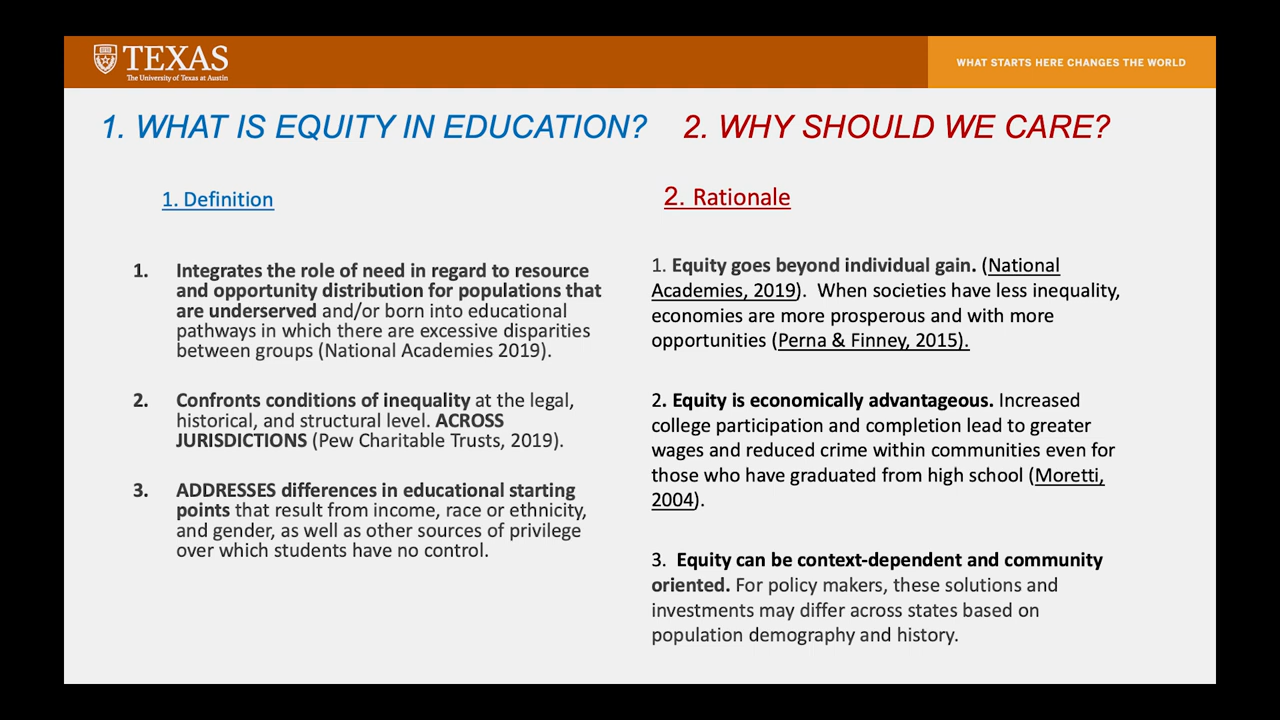 TEXAS
The University of Texas at Austin
WHAT STARTS HERE CHANGES THE WORLD
1. WHAT IS EQUITY IN EDUCATION?
2. WHY SHOULD WE CARE?
1. Definition
1. Integrates the role of need in regard to resource
and opportunity distribution for populations that
are underserved and/or born into educational
pathways in which there are excessive disparities
between groups (National Academies 2019).
2. Confronts conditions of inequality at the legal,
historical, and structural level. ACROSS
JURISDICTIONS (Pew Charitable Trusts, 2019).
3. ADDRESSES differences in educational starting
points that result from income, race or ethnicity,
and gender, as well as other sources of privilege
over which students have no control.
2. Rationale
1. Equity goes beyond individual gain. (National
Academies, 2019). When societies have less inequality,
economies are more prosperous and with more
opportunities (Perna & Finney, 2015).
2. Equity is economically advantageous. Increased
college participation and completion lead to greater
wages and reduced crime within communities even for
those who have graduated from high school (Moretti,
2004).
3. Equity can be context-dependent and community
oriented. For policy makers, these solutions and
investments may differ across states based on
population demography and history.